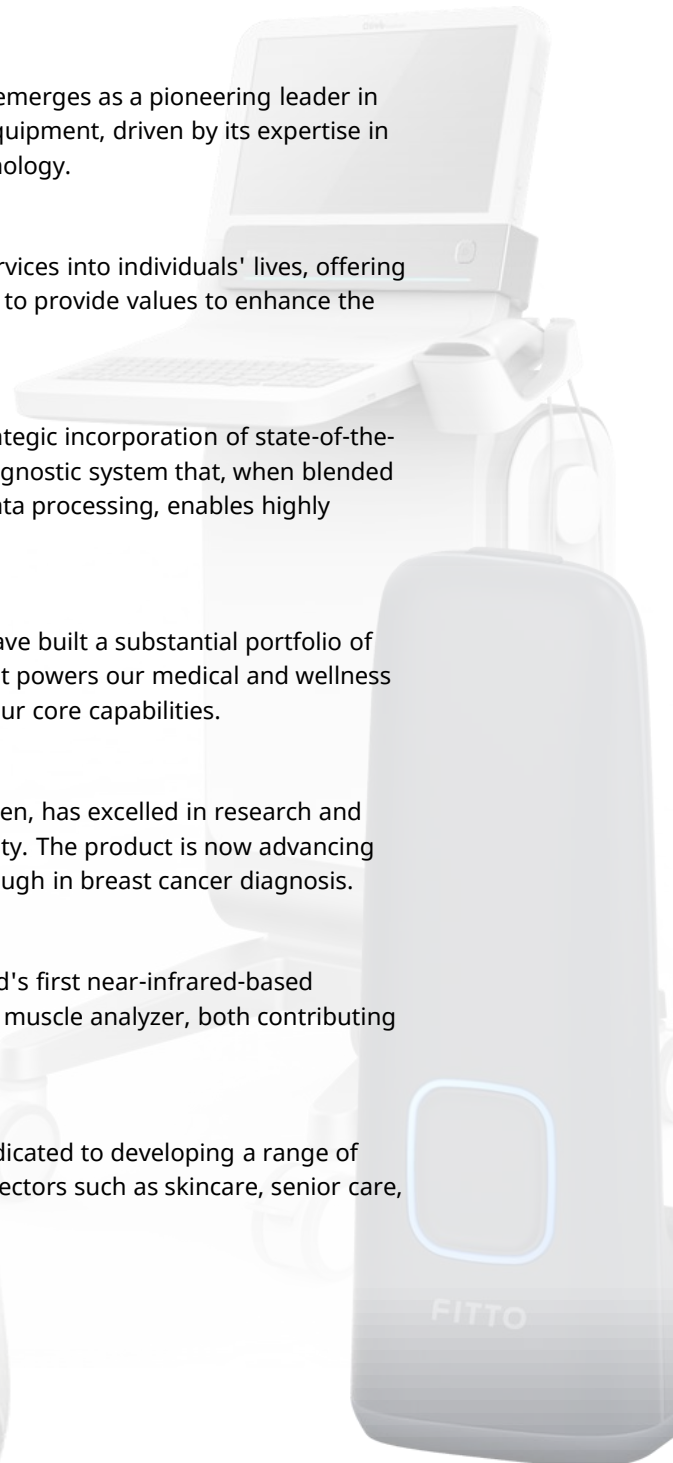 emerges as a pioneering leader in
quipment, driven by its expertise in
nology.
rvices into individuals' lives, offering
to provide values to enhance the
ategic incorporation of state-of-the-
agnostic system that, when blended
ata processing, enables highly
ave built a substantial portfolio of
t powers our medical and wellness
ur core capabilities.
en, has excelled in research and
ty. The product is now advancing
ough in breast cancer diagnosis.
d's first near-infrared-based
muscle analyzer, both contributing
dicated to developing a range of
ectors such as skincare, senior care,
FITTO